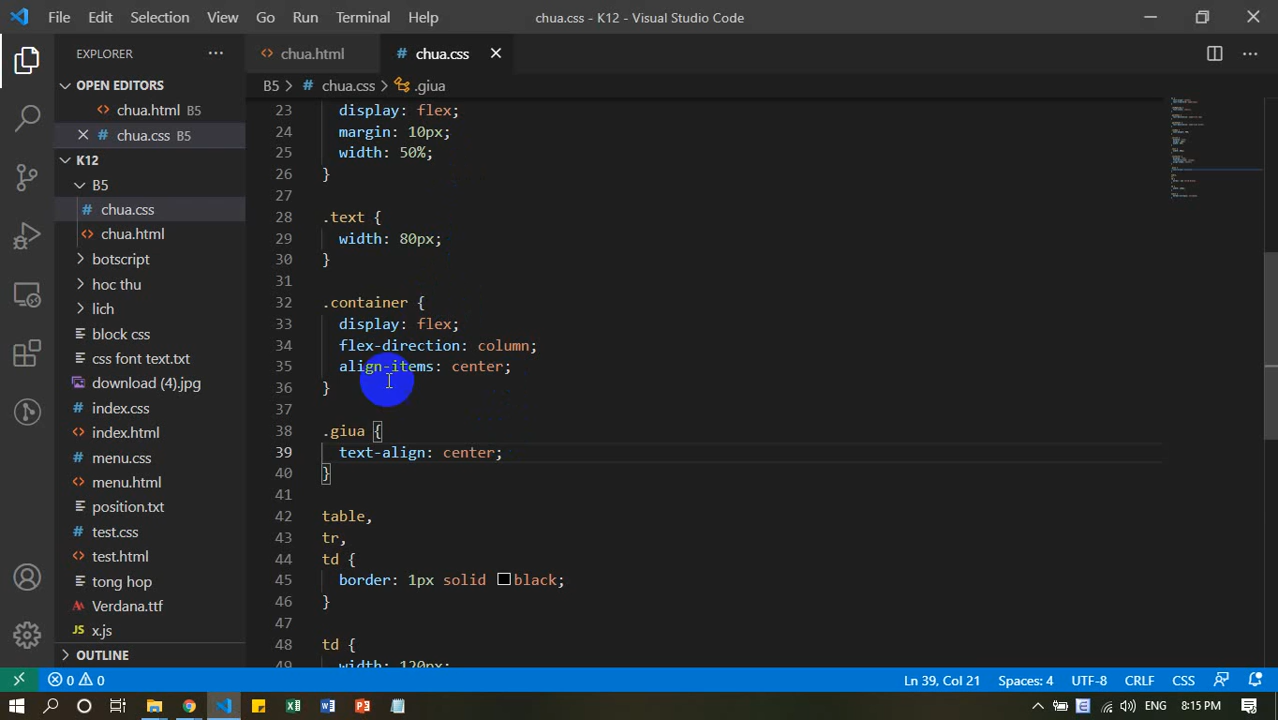 File Edit Selection View Go Run Terminal Help
chua.css - K12 - Visual Studio Code
EXPLORER
OPEN EDITORS
chua.html B5
chua.css B5
K12
B5
chua.css
chua.html
botscript
hoc thu
lich
block css
css font text.txt
download (4).jpg
index.css
index.html
menu.css
menu.html
position.txt
test.css
test.html
tong hop
Verdana.ttf
JS x.js
OUTLINE
chua.html
chua.css
B5 > chua.css > .giua
23 display: flex;
24 margin: 10px;
25 width: 50%;
26 }
27
28 .text {
29 width: 80px;
30 }
31
32 .container {
33 display: flex;
34 flex-direction: column;
35 align-items: center;
36 }
37
38 .giua {
39 text-align: center;
40 }
41
42 table,
43 tr,
44 td {
45 border: 1px solid black;
46 }
47
48 td {
49 width: 120px;
0 0
Ln 39, Col 21 Spaces: 4 UTF-8 CRLF CSS
ENG 8:15 PM